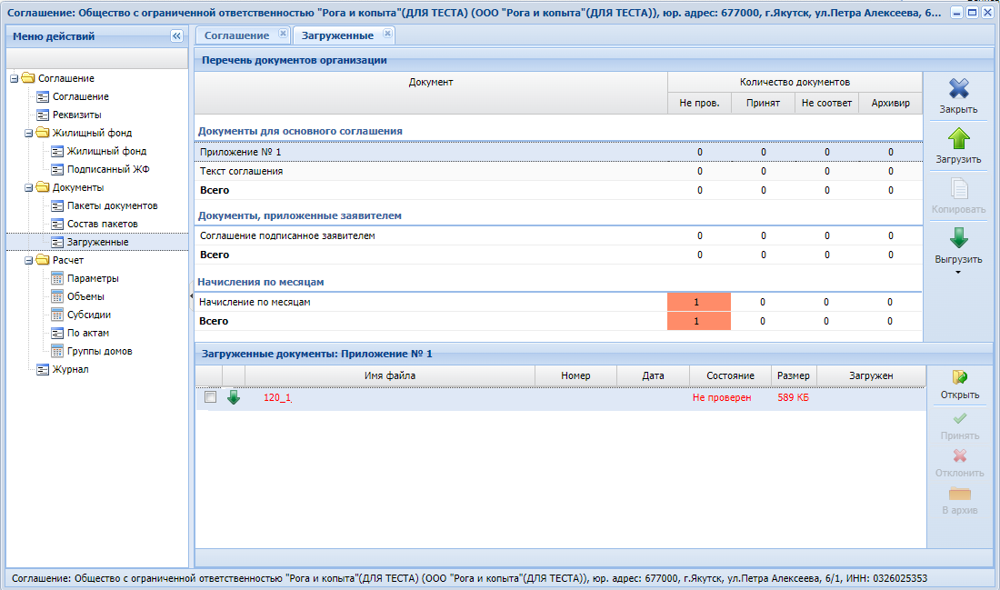 Соглашение: Общество с ограниченной ответственностью "Рога и копыта"(ДЛЯ ТЕСТА) (ООО "Рога и копыта"(ДЛЯ ТЕСТА)), юр. адрес: 677000, г.Якутск, ул.Петра Алексеева, 6...
Меню действий
Соглашение
Соглашение
Реквизиты
Жилищный фонд
Жилищный фонд
Подписанный ЖФ
Документы
Пакеты документов
Состав пакетов
Загруженные
Расчет
Параметры
Объемы
Субсидии
По актам
Группы домов
Журнал
Соглашение Загруженные
Перечень документов организации
Документ Количество документов
Не пров. Принят Не соответ Архивир
Документы для основного соглашения
Приложение № 1 0 0 0 0
Текст соглашения 0 0 0 0
Всего 0 0 0 0
Документы, приложенные заявителем
Соглашение подписанное заявителем 0 0 0 0
Всего 0 0 0 0
Начисления по месяцам
Начисление по месяцам 1 0 0 0
Всего 1 0 0 0
Закрыть
Загрузить
Копировать
Выгрузить
Загруженные документы: Приложение № 1
Имя файла Номер Дата Состояние Размер Загружен
120_1 Не проверен 589 КБ
Открыть
Принять
Отклонить
В архив
Соглашение: Общество с ограниченной ответственностью "Рога и копыта"(ДЛЯ ТЕСТА) (ООО "Рога и копыта"(ДЛЯ ТЕСТА)), юр. адрес: 677000, г.Якутск, ул.Петра Алексеева, 6/1, ИНН: 0326025353